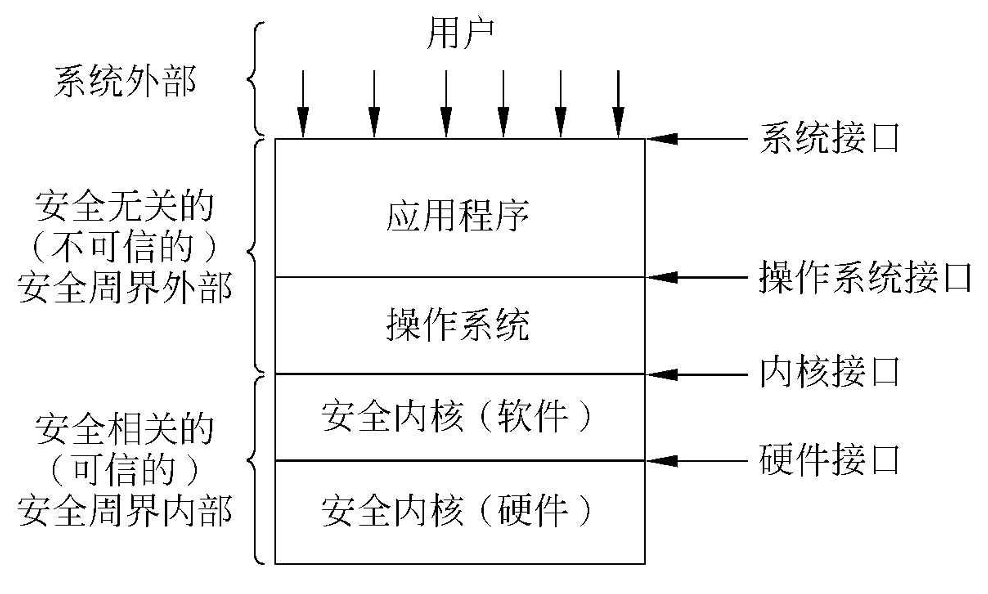 用户
系统外部
系统接口
安全无关的
（不可信的）
安全周界外部
应用程序
操作系统接口
操作系统
内核接口
安全相关的
（可信的）
安全周界内部
安全内核（软件）
硬件接口
安全内核（硬件）